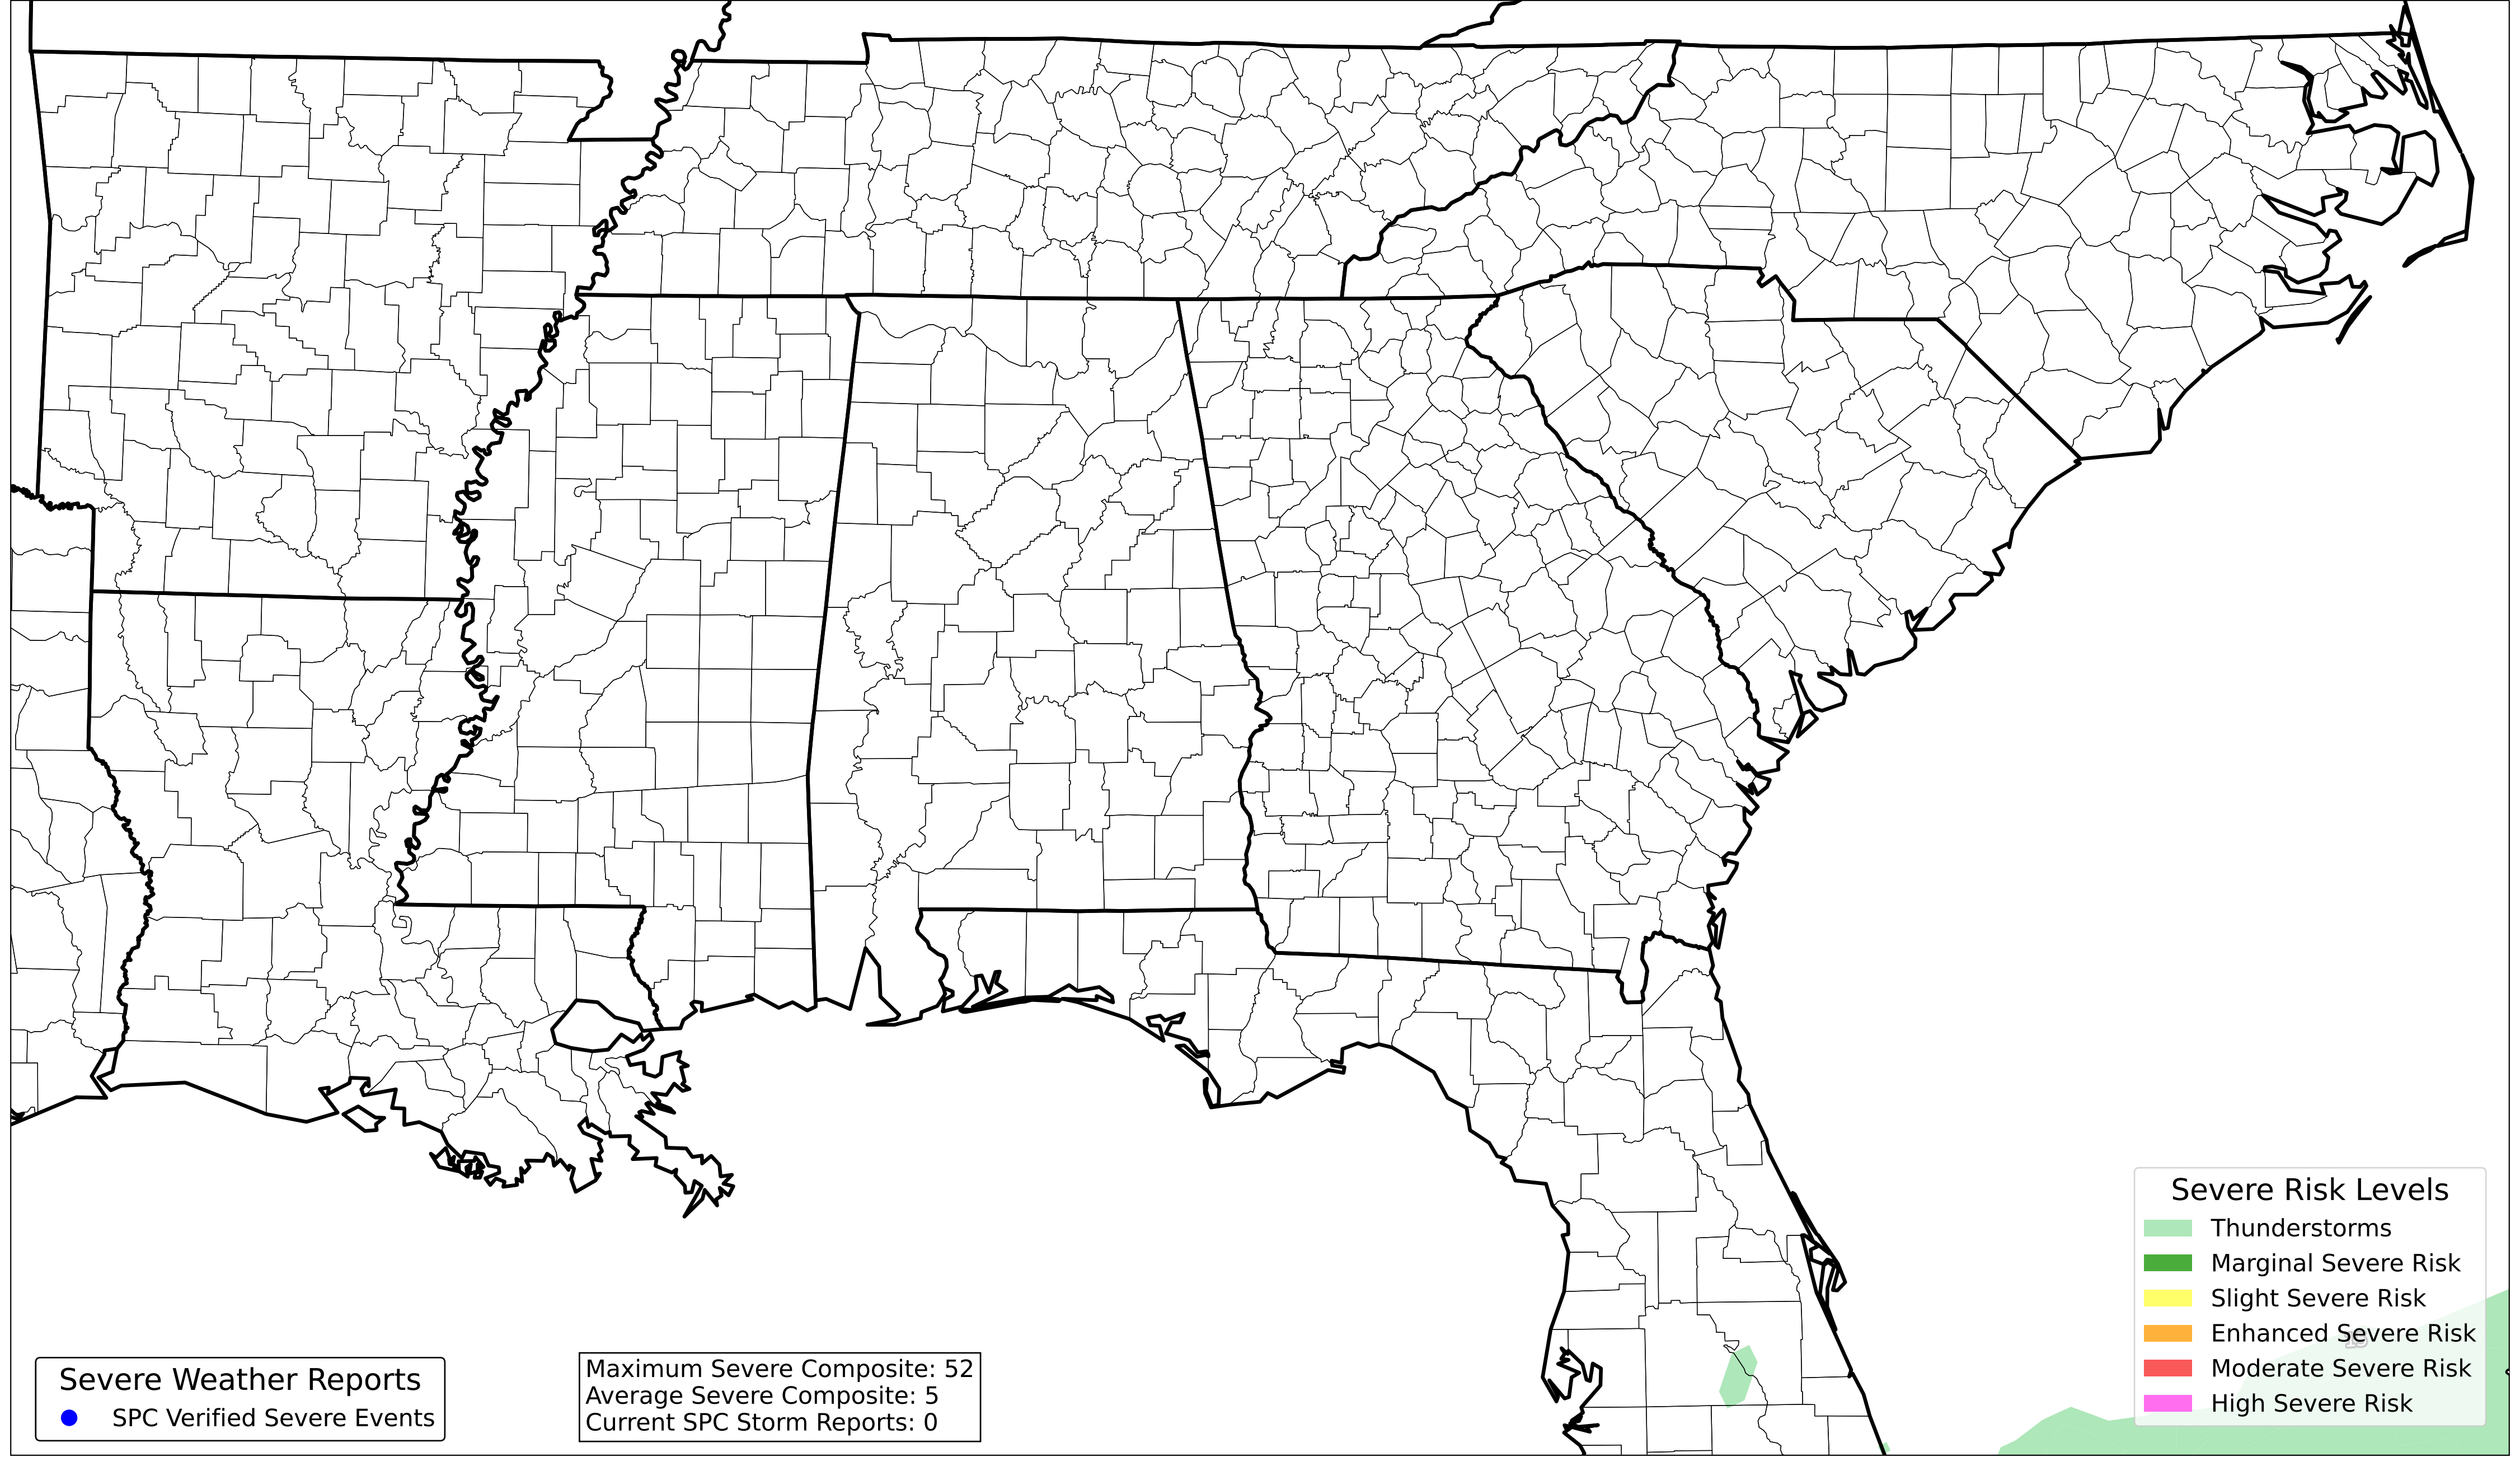 Severe Weather Reports
SPC Verified Severe Events
Maximum Severe Composite: 52
Average Severe Composite: 5
Current SPC Storm Reports: 0
Severe Risk Levels
Thunderstorms
Marginal Severe Risk
Slight Severe Risk
Enhanced Severe Risk
Moderate Severe Risk
High Severe Risk